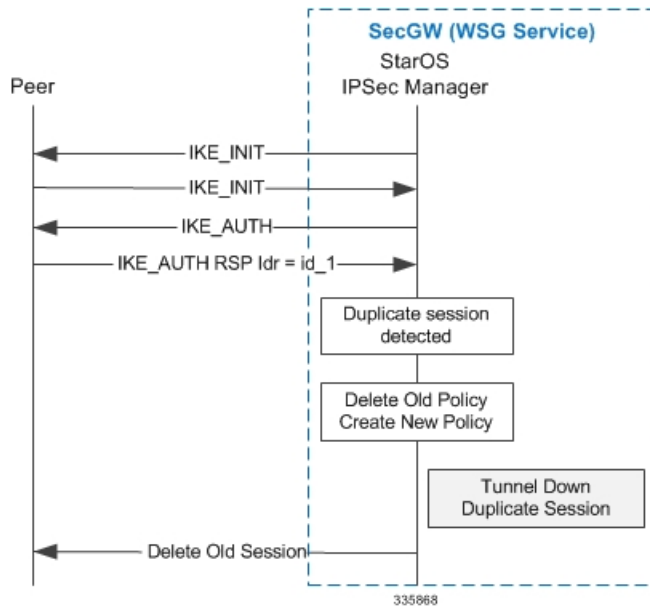 SecGW (WSG Service)
StarOS
IPSec Manager
Peer
IKE_INIT
IKE_INIT
IKE_AUTH
IKE_AUTH RSP Idr = id_1
Duplicate session
detected
Delete Old Policy
Create New Policy
Tunnel Down
Duplicate Session
Delete Old Session
335868